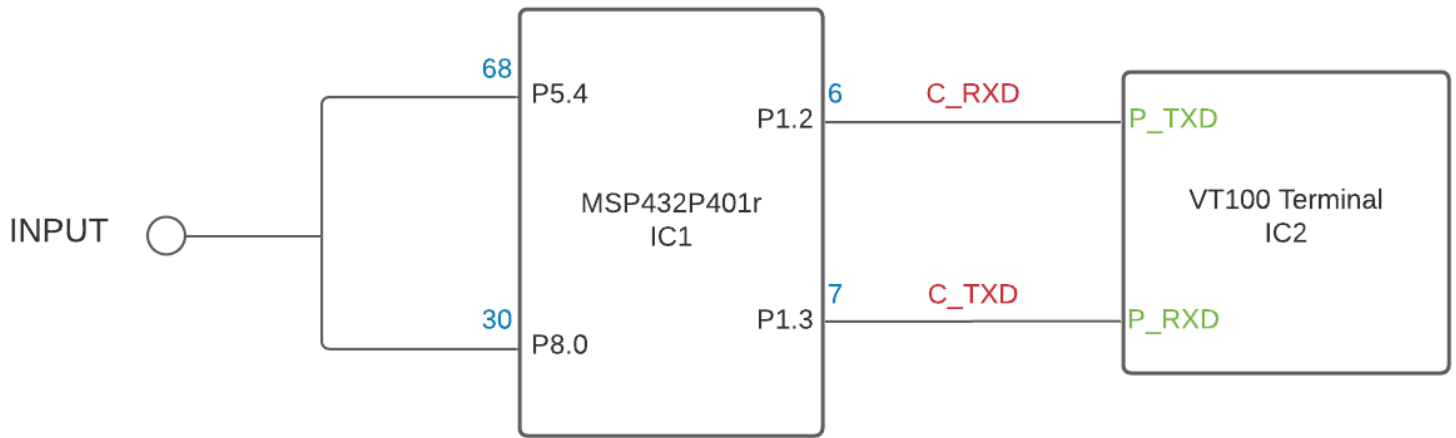 68
P5.4
6
C_RXD
P1.2
P_TXD
MSP432P401r
IC1
VT100 Terminal
IC2
INPUT
7
C_TXD
P1.3
P_RXD
30
P8.0